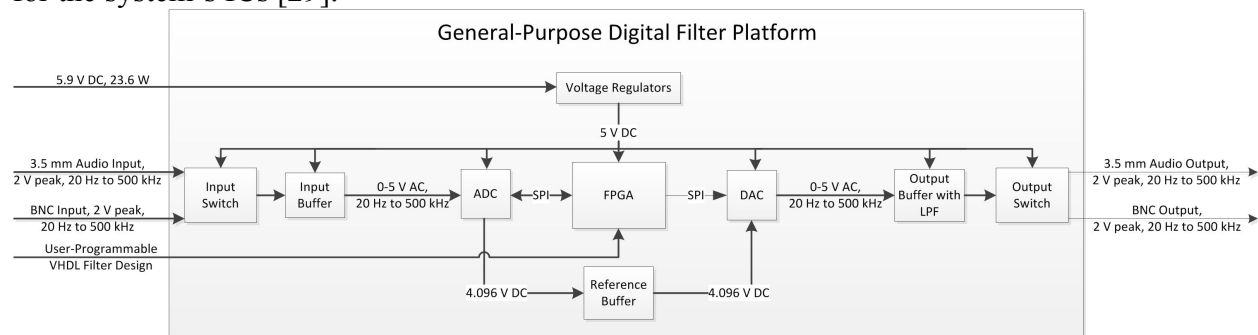 for the system's ICs [29].
General-Purpose Digital Filter Platform
5.9 V DC, 23.6 W
Voltage Regulators
5 V DC
3.5 mm Audio Input,
2 V peak, 20 Hz to 500 kHz
BNC Input, 2 V peak,
20 Hz to 500 kHz
User-Programmable
VHDL Filter Design
Input
Switch
Input
Buffer
0-5 V AC,
20 Hz to 500 kHz
ADC
SPI
FPGA
SPI
DAC
0-5 V AC,
20 Hz to 500 kHz
Output
Buffer with
LPF
Output
Switch
3.5 mm Audio Output,
2 V peak, 20 Hz to 500 kHz
BNC Output,
2 V peak, 20 Hz to 500 kHz
4.096 V DC
Reference
Buffer
4.096 V DC